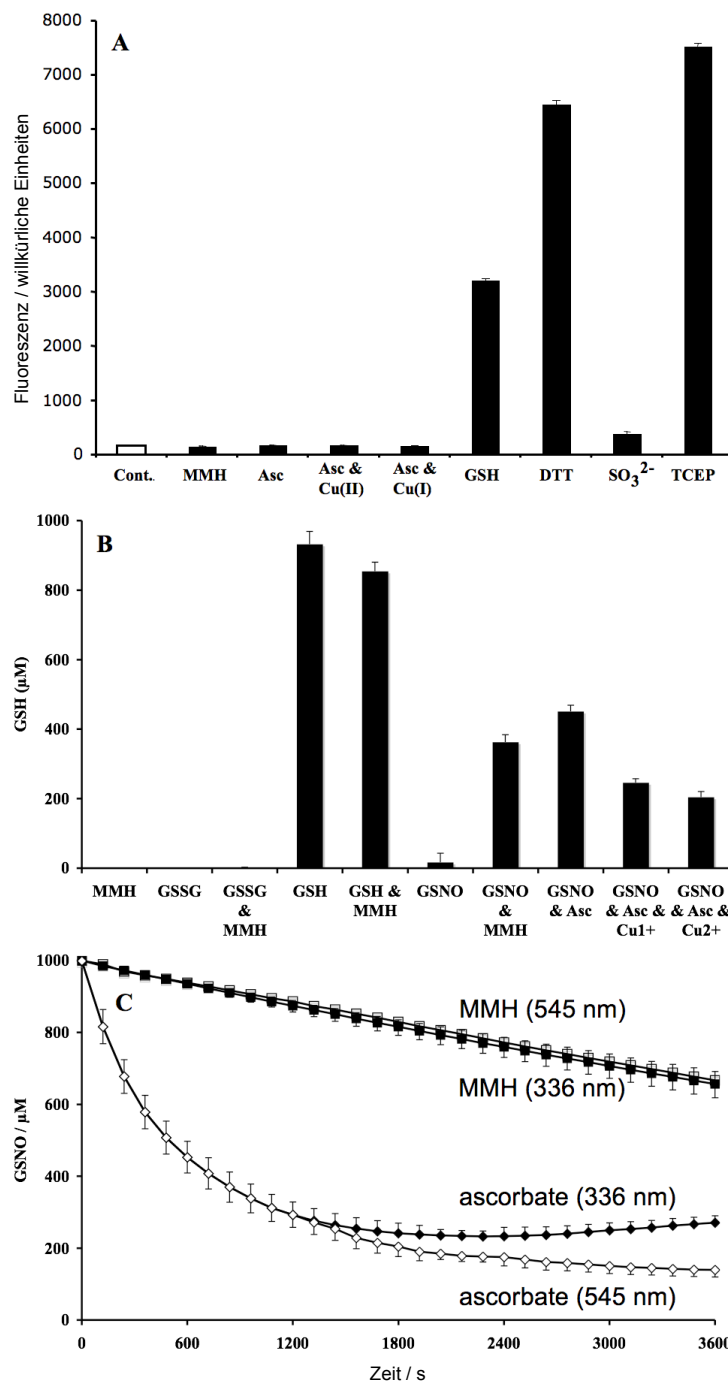 8000
A
7000
6000
5000
4000
3000
2000
1000
0
Fluoreszenz / willkürliche Einheiten
Cont..
MMH
Asc
Asc &
Cu(II)
Asc &
Cu(I)
GSH
DTT
SO₃²⁻
TCEP
1000
B
800
600
400
200
0
GSH (µM)
MMH
GSSG
GSSG
&
MMH
GSH
GSH &
MMH
GSNO
GSNO
&
MMH
GSNO
& Asc
GSNO
& Asc &
Cu1+
GSNO
& Asc &
Cu2+
1000
C
800
600
400
200
0
GSNO / µM
MMH (545 nm)
MMH (336 nm)
ascorbate (336 nm)
ascorbate (545 nm)
0 600 1200 1800 2400 3000 3600
Zeit / s